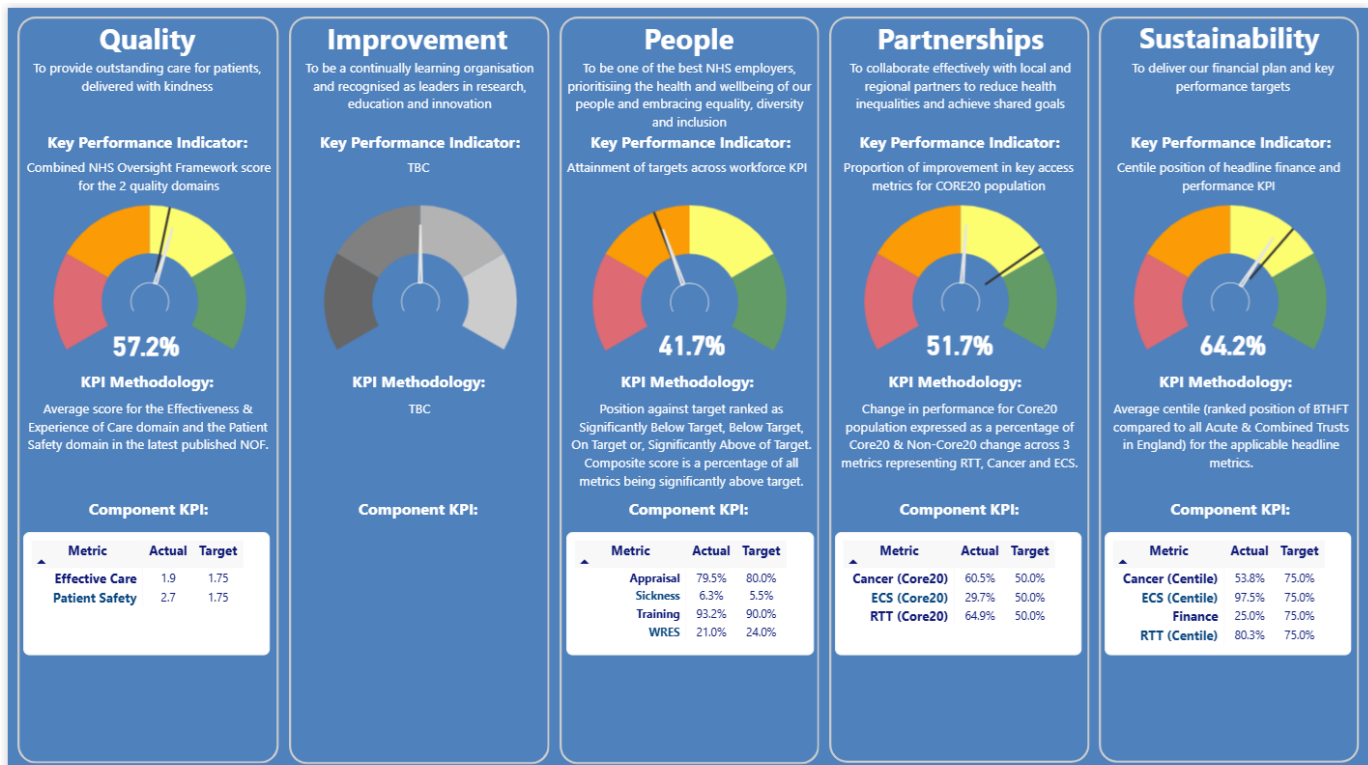 Quality
To provide outstanding care for patients,
delivered with kindness
Key Performance Indicator:
Combined NHS Oversight Framework score
for the 2 quality domains
57.2%
KPI Methodology:
Average score for the Effectiveness &
Experience of Care domain and the Patient
Safety domain in the latest published NOF.
Component KPI:
Metric Actual Target
Effective Care 1.9 1.75
Patient Safety 2.7 1.75
Improvement
To be a continually learning organisation
and recognised as leaders in research,
education and innovation
Key Performance Indicator:
TBC
KPI Methodology:
TBC
Component KPI:
People
To be one of the best NHS employers,
prioritisiing the health and wellbeing of our
people and embracing equality, diversity
and inclusion
Key Performance Indicator:
Attainment of targets across workforce KPI
41.7%
KPI Methodology:
Position against target ranked as
Significantly Below Target, Below Target,
On Target or, Significantly Above of Target.
Composite score is a percentage of all
metrics being significantly above target.
Component KPI:
Metric Actual Target
Appraisal 79.5% 80.0%
Sickness 6.3% 5.5%
Training 93.2% 90.0%
WRES 21.0% 24.0%
Partnerships
To collaborate effectively with local and
regional partners to reduce health
inequalities and achieve shared goals
Key Performance Indicator:
Proportion of improvement in key access
metrics for CORE20 population
51.7%
KPI Methodology:
Change in performance for Core20
population expressed as a percentage of
Core20 & Non-Core20 change across 3
metrics representing RTT, Cancer and ECS.
Component KPI:
Metric Actual Target
Cancer (Core20) 60.5% 50.0%
ECS (Core20) 29.7% 50.0%
RTT (Core20) 64.9% 50.0%
Sustainability
To deliver our financial plan and key
performance targets
Key Performance Indicator:
Centile position of headline finance and
performance KPI
64.2%
KPI Methodology:
Average centile (ranked position of BTHFT
compared to all Acute & Combined Trusts
in England) for the applicable headline
metrics.
Component KPI:
Metric Actual Target
Cancer (Centile) 53.8% 75.0%
ECS (Centile) 97.5% 75.0%
Finance 25.0% 75.0%
RTT (Centile) 80.3% 75.0%